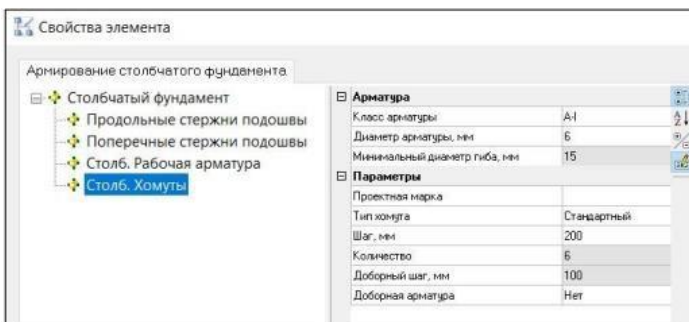 Свойства элемента
Армирование столбчатого фундамента
Столбчатый фундамент
Продольные стержни подошвы
Поперечные стержни подошвы
Столб. Рабочая арматура
Столб. Хомуты
Арматура
Класс арматуры A-I
Диаметр арматуры, мм 6
Минимальный диаметр гиба, мм 15
Параметры
Проектная марка
Тип хомута Стандартный
Шаг, мм 200
Количество 6
Доборный шаг, мм 100
Доборная арматура Нет